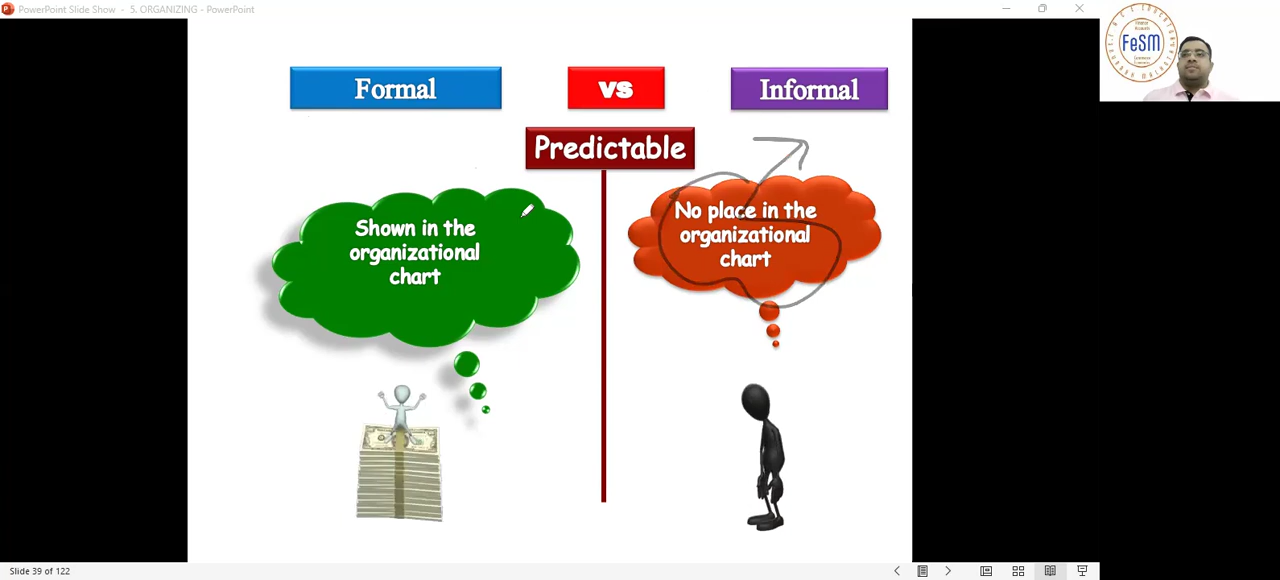 PowerPoint Slide Show - 5. ORGANIZING - PowerPoint
FeSM
Formal
vs
Informal
Predictable
Shown in the
organizational
chart
No place in the
organizational
chart
Slide 39 of 122